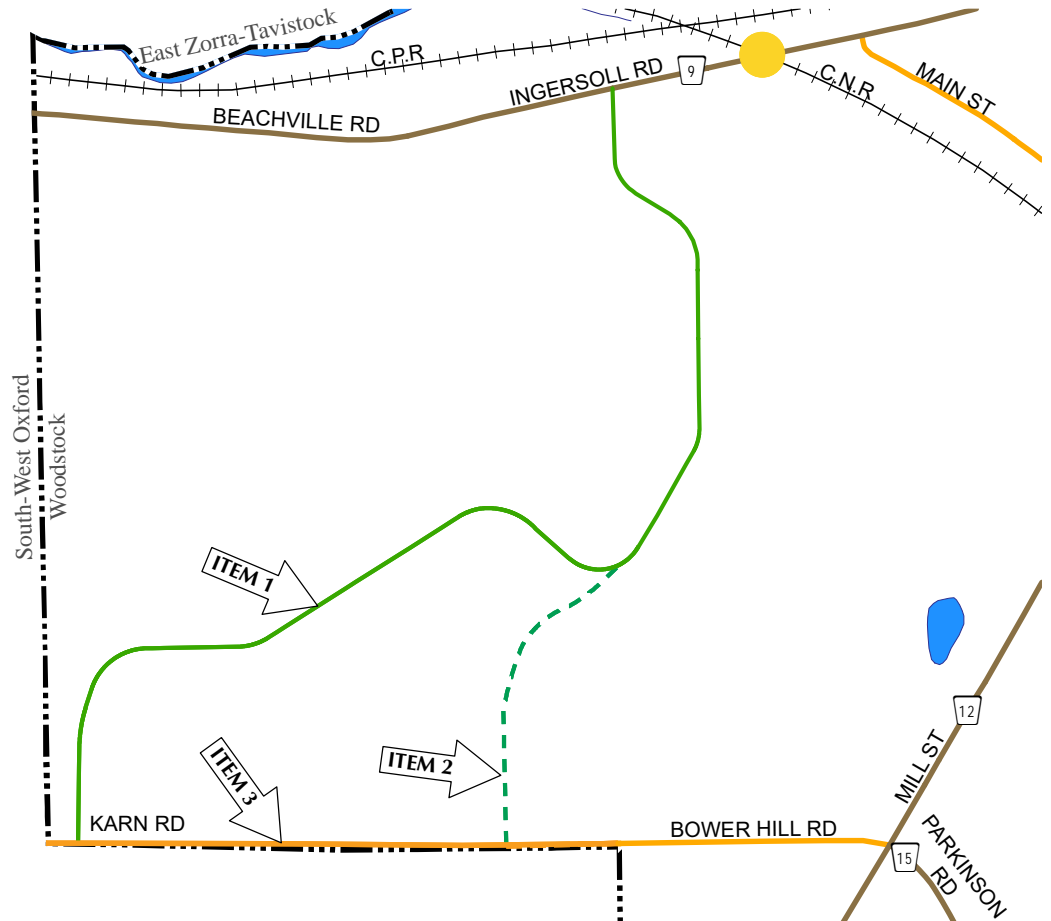 East Zorra-Tavistock
C.P.R
INGERSOLL RD
9
C.N.R
MAIN ST
BEACHVILLE RD
South-West Oxford
Woodstock
ITEM 1
ITEM 2
ITEM 3
12
MILL ST
KARN RD
BOWER HILL RD
15
PARKINSON
RD